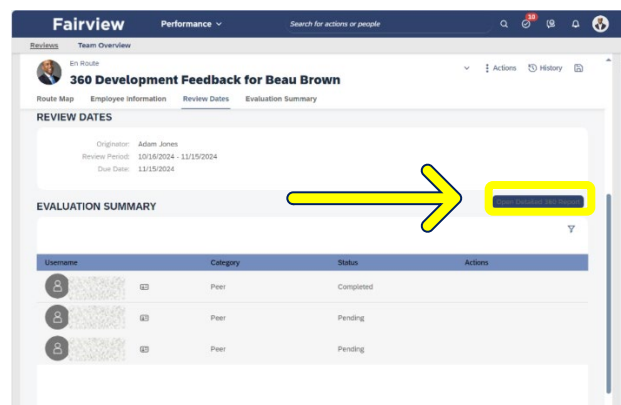 Fairview Performance Search for actions or people 10
Reviews Team Overview
En Route
360 Development Feedback for Beau Brown Actions History
Route Map Employee Information Review Dates Evaluation Summary
REVIEW DATES
Originator: Adam Jones
Review Period: 10/16/2024 - 11/15/2024
Due Date: 11/15/2024
EVALUATION SUMMARY Open Detailed 360 Report
Username Category Status Actions
Peer Completed
Peer Pending
Peer Pending